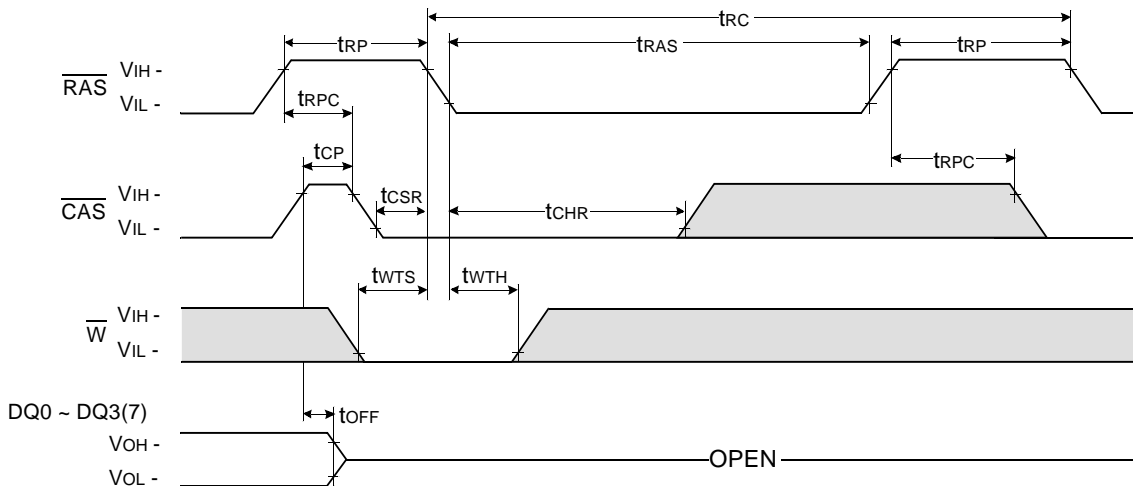 tRC
tRP tRAS tRP
RAS VIH -
VIL -
tRPC
tCP tRPC
CAS VIH -
VIL -
tCSR tCHR
tWTS tWTH
W VIH -
VIL -
DQ0 ~ DQ3(7) tOFF
VOH -
OPEN
VOL -